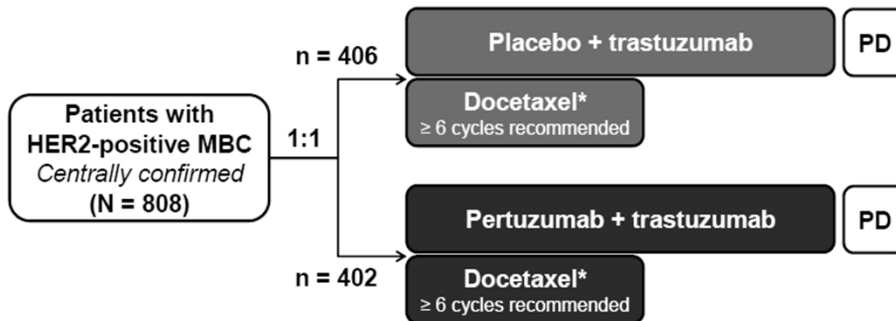 Patients with
HER2-positive MBC
Centrally confirmed
(N = 808)
1:1
n = 406
Placebo + trastuzumab
PD
Docetaxel*
≥ 6 cycles recommended
n = 402
Pertuzumab + trastuzumab
PD
Docetaxel*
≥ 6 cycles recommended